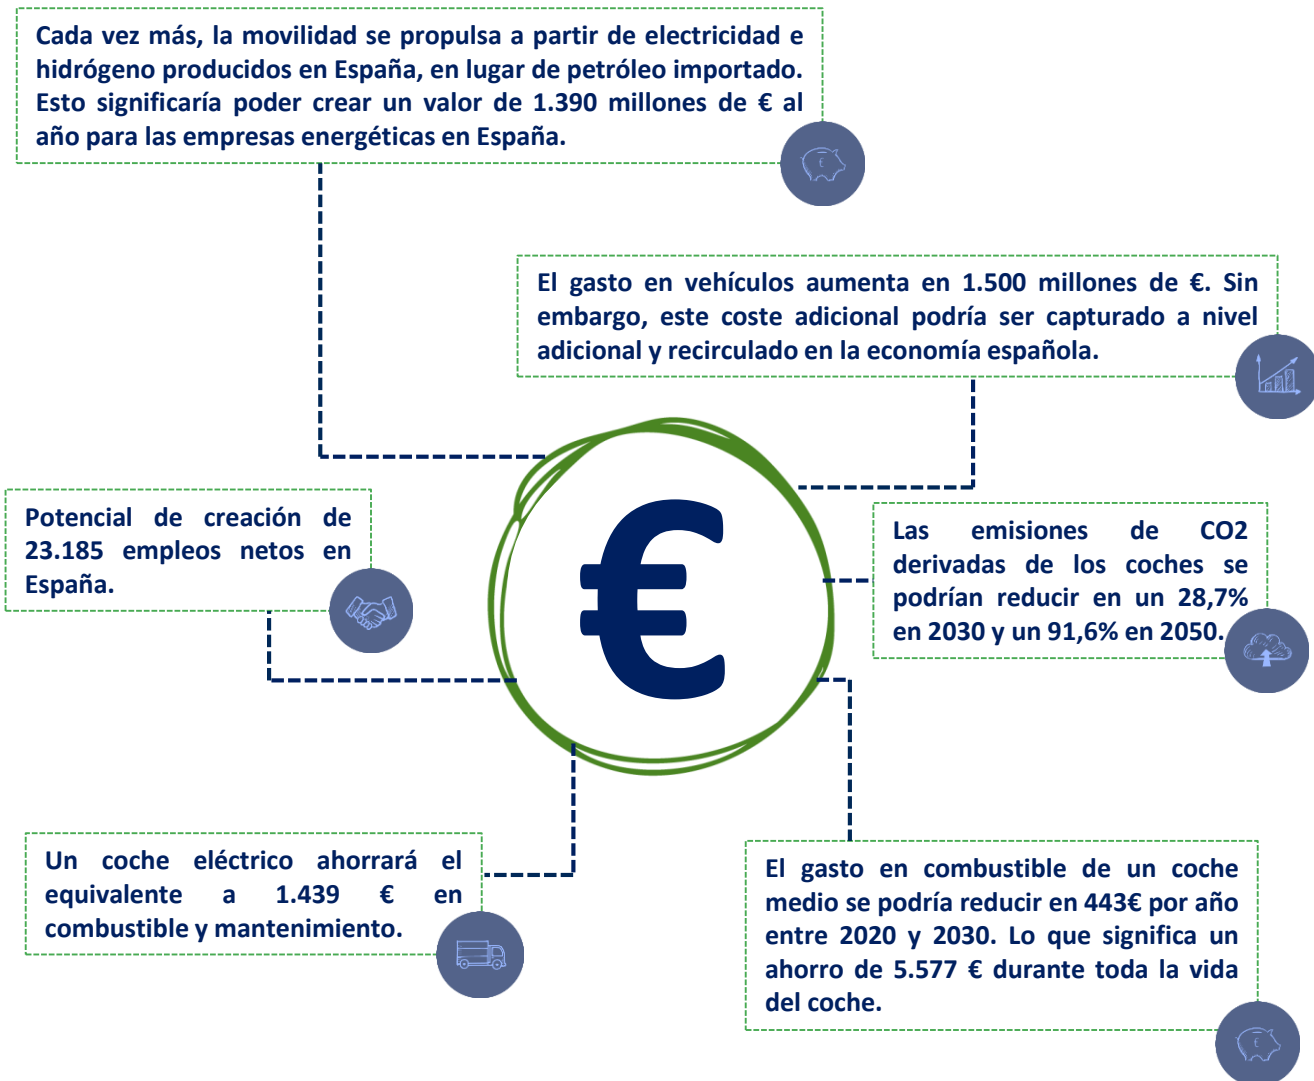 Cada vez más, la movilidad se propulsa a partir de electricidad e
hidrógeno producidos en España, en lugar de petróleo importado.
Esto significaría poder crear un valor de 1.390 millones de € al
año para las empresas energéticas en España.
€
El gasto en vehículos aumenta en 1.500 millones de €. Sin
embargo, este coste adicional podría ser capturado a nivel
adicional y recirculado en la economía española.
€
Potencial de creación de
23.185 empleos netos en
España.
Las emisiones de CO2
derivadas de los coches se
podrían reducir en un 28,7%
en 2030 y un 91,6% en 2050.
Un coche eléctrico ahorrará el
equivalente a 1.439 € en
combustible y mantenimiento.
El gasto en combustible de un coche
medio se podría reducir en 443€ por año
entre 2020 y 2030. Lo que significa un
ahorro de 5.577 € durante toda la vida
del coche.
€